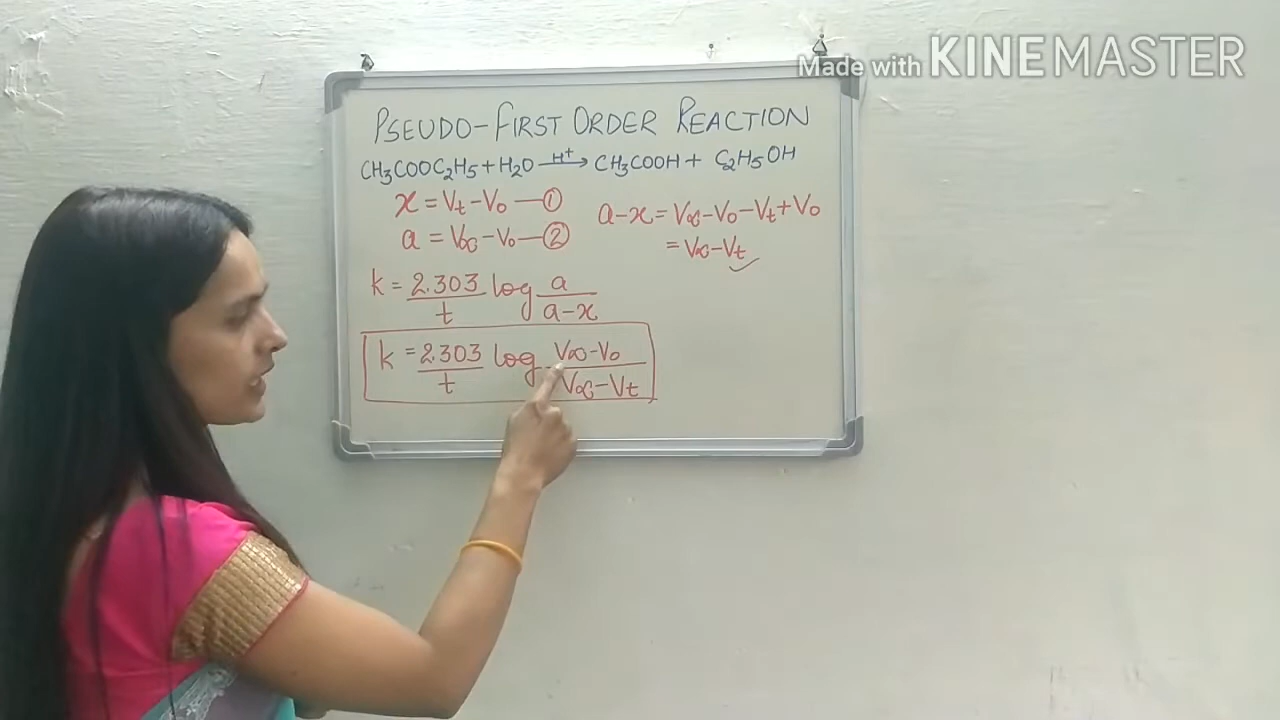 Made with KINEMASTER
PSEUDO-FIRST ORDER REACTION
CH₃COOC₂H₅ + H₂O —H⁺→ CH₃COOH + C₂H₅OH
x = Vt - V₀ — ①
a = V∞ - V₀ — ②
a-x = V∞ - V₀ - Vt + V₀
= V∞ - Vt ✓
k = 2.303/t log a/a-x
k = 2.303/t log V∞-V₀/V∞-Vt